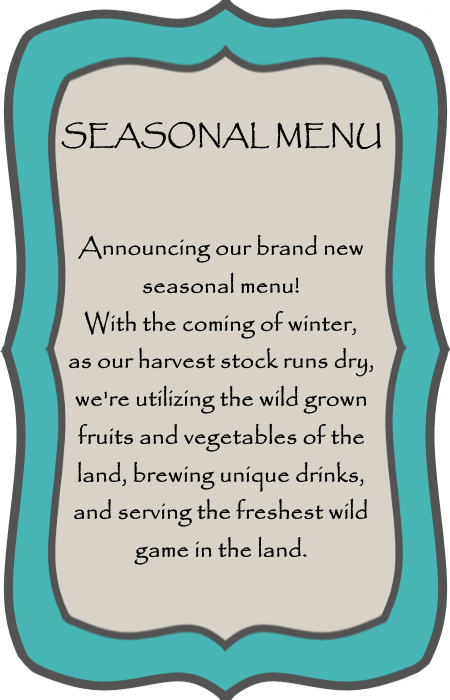 SEASONAL MENU
Announcing our brand new
seasonal menu!
With the coming of winter,
as our harvest stock runs dry,
we're utilizing the wild grown
fruits and vegetables of the
land, brewing unique drinks,
and serving the freshest wild
game in the land.